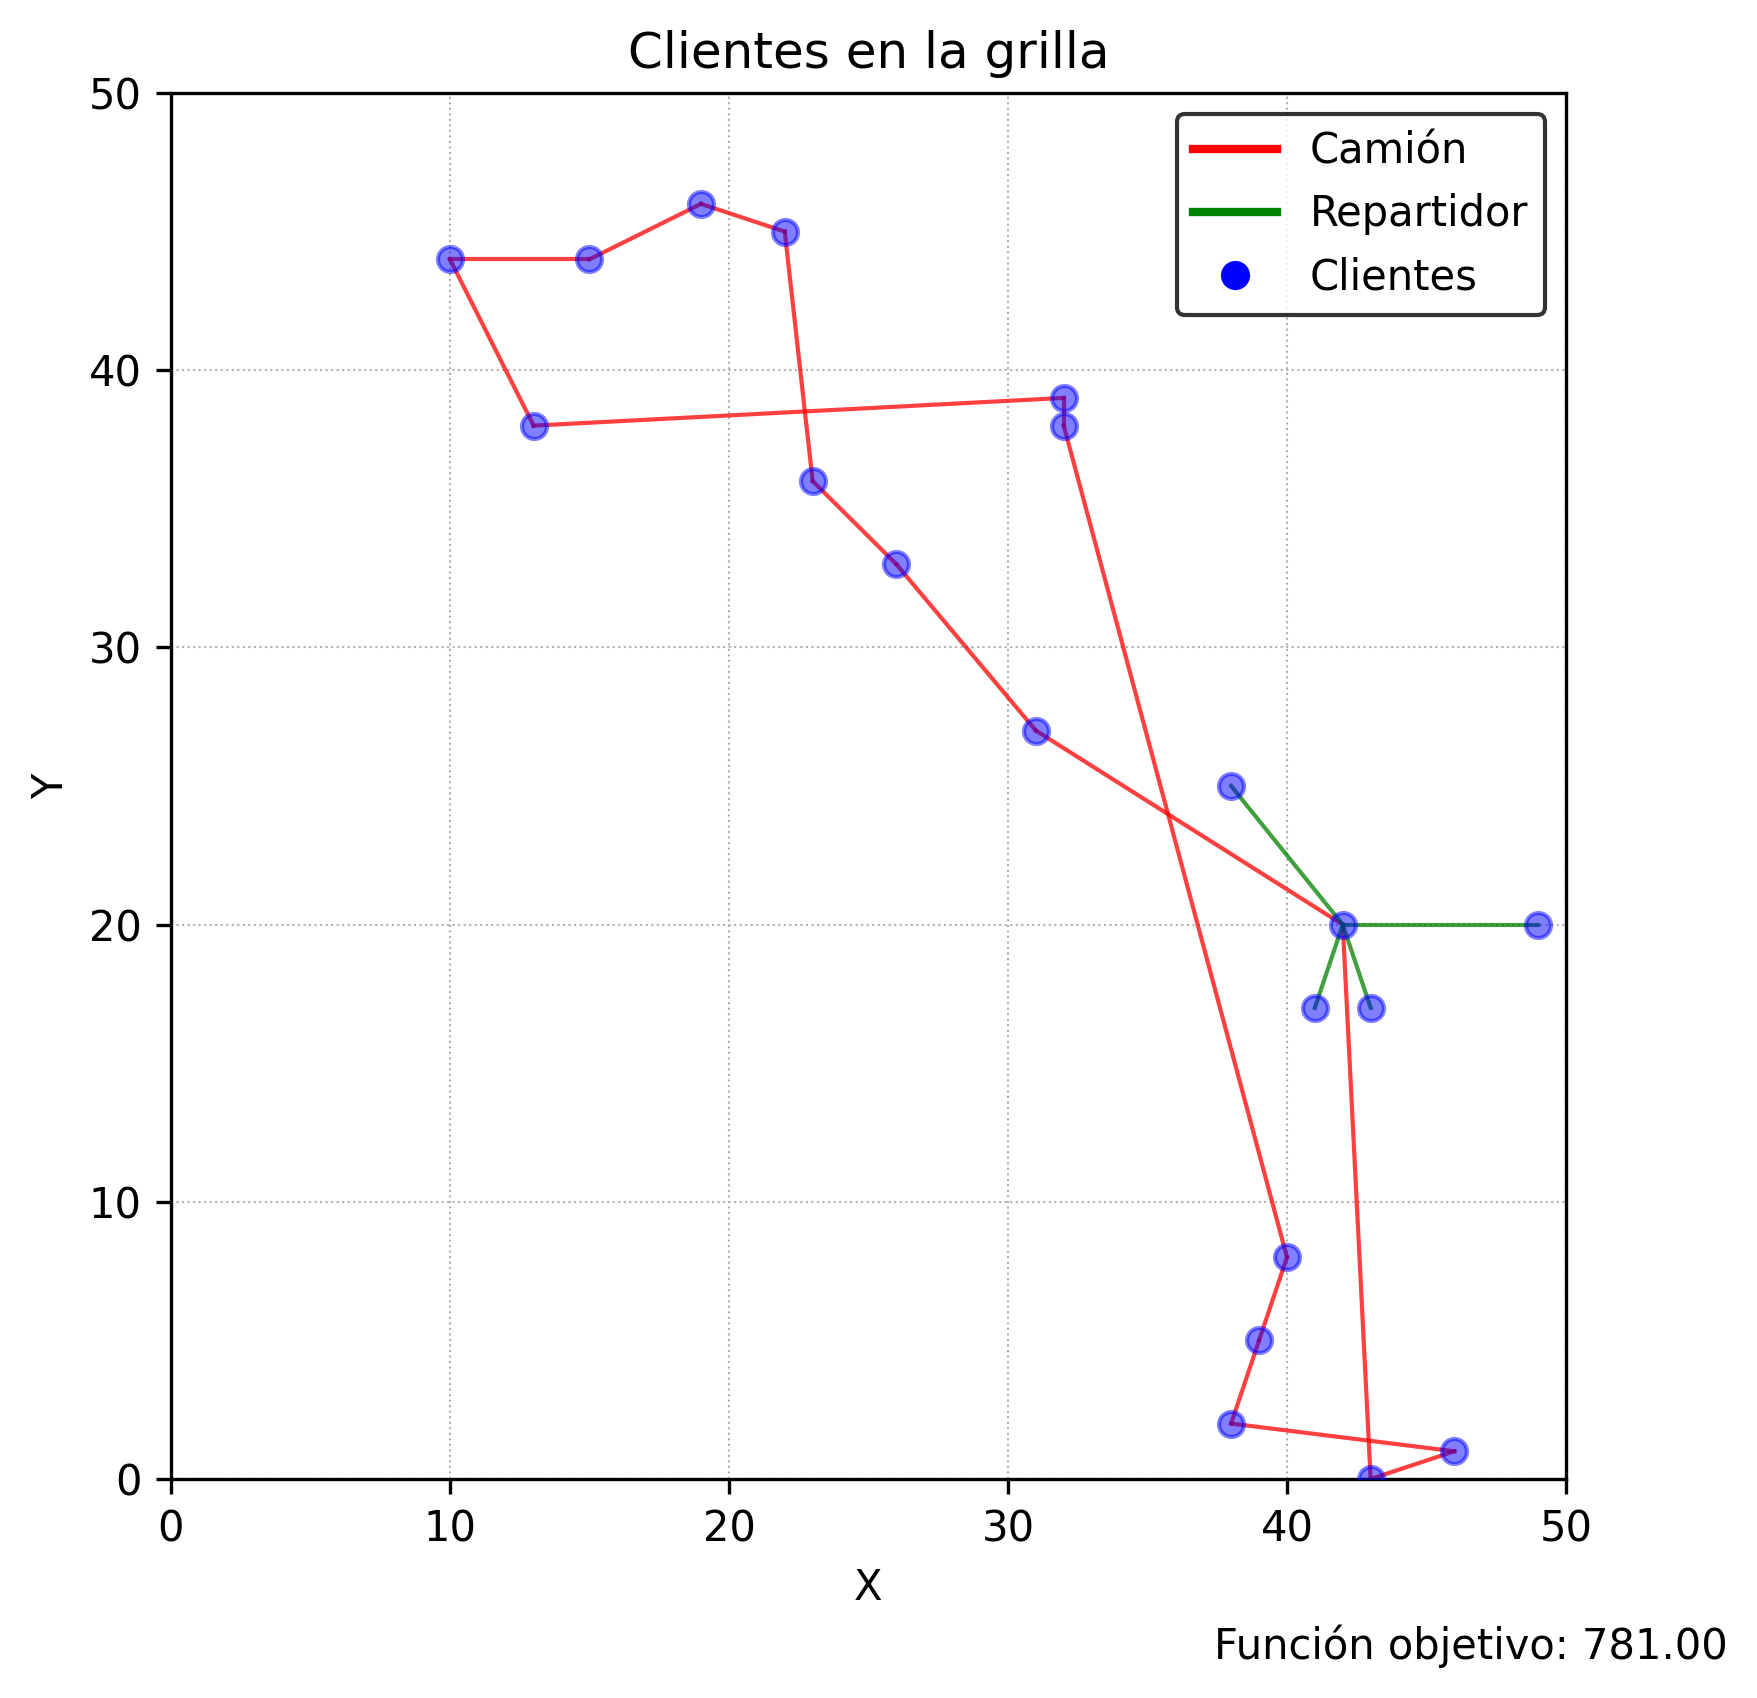 Clientes en la grilla
Camión
Repartidor
Clientes
50
40
30
20
10
0
Y
0 10 20 30 40 50
X
Función objetivo: 781.00